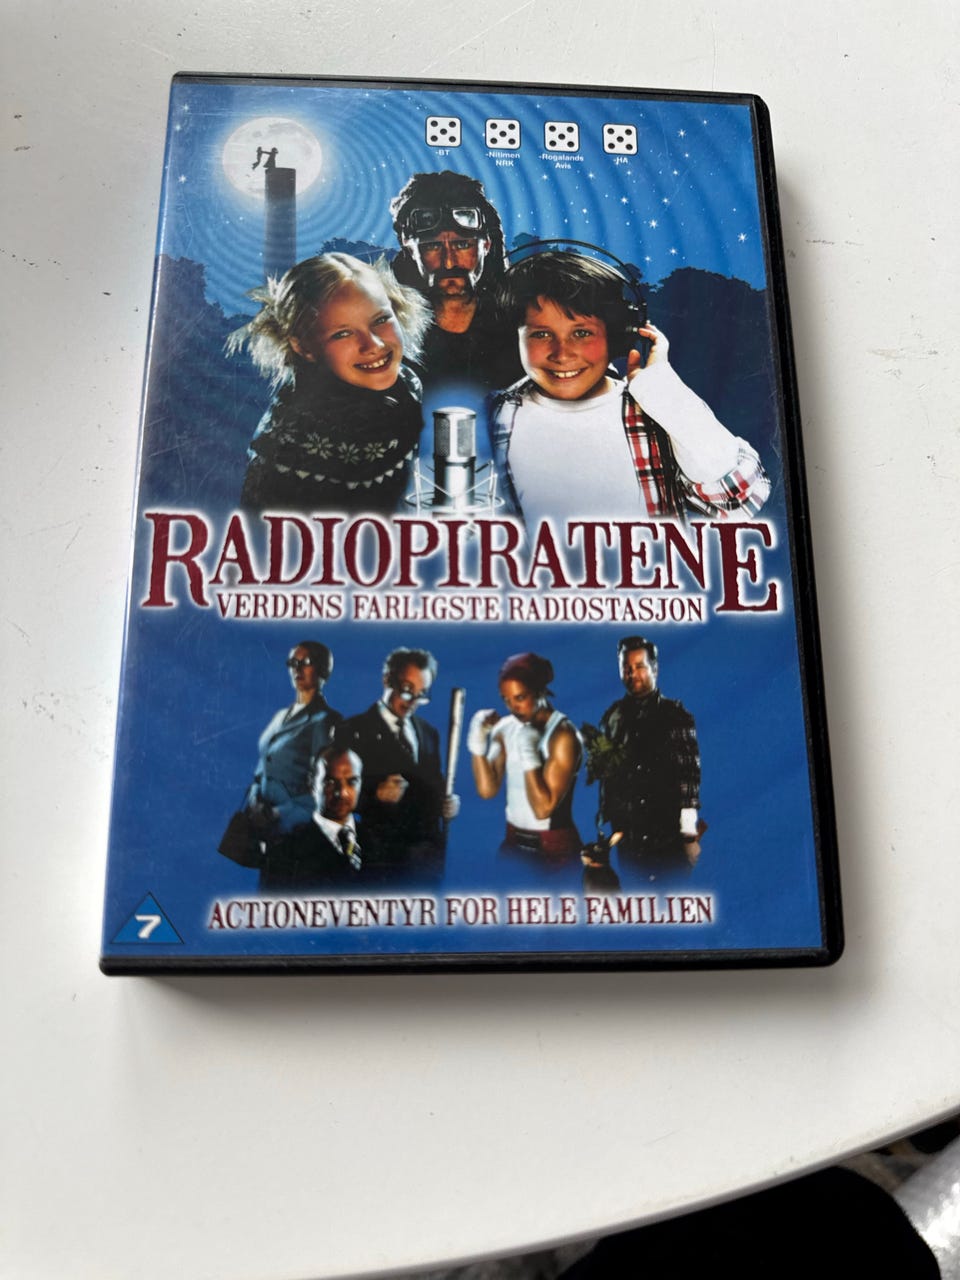 -BT
-Nitimen
NRK
-Rogalands
Avis
-HA
RADIOPIRATENE
VERDENS FARLIGSTE RADIOSTASJON
ACTIONEVENTYR FOR HELE FAMILIEN
7